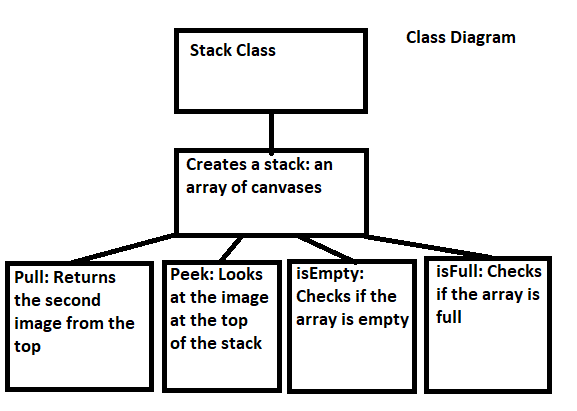 Class Diagram
Stack Class
Creates a stack: an
array of canvases
Pull: Returns
the second
image from the
top
Peek: Looks
at the image
at the top
of the stack
isEmpty:
Checks if the
array is empty
isFull: Checks
if the array is
full